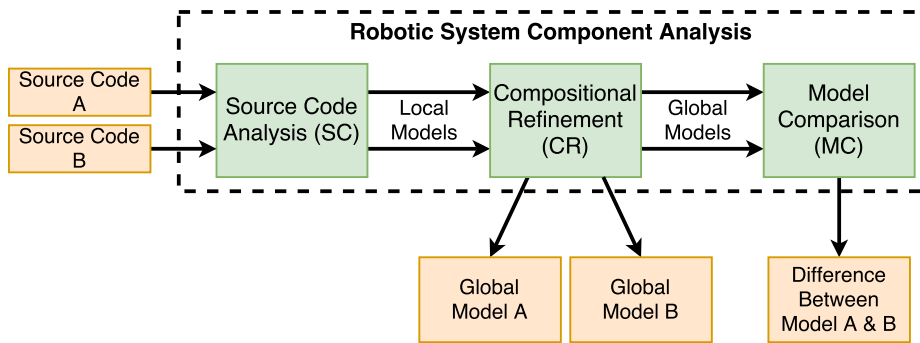 Robotic System Component Analysis
Source Code
A
Source Code
B
Source Code
Analysis (SC)
Local
Models
Compositional
Refinement
(CR)
Global
Models
Model
Comparison
(MC)
Global
Model A
Global
Model B
Difference
Between
Model A & B